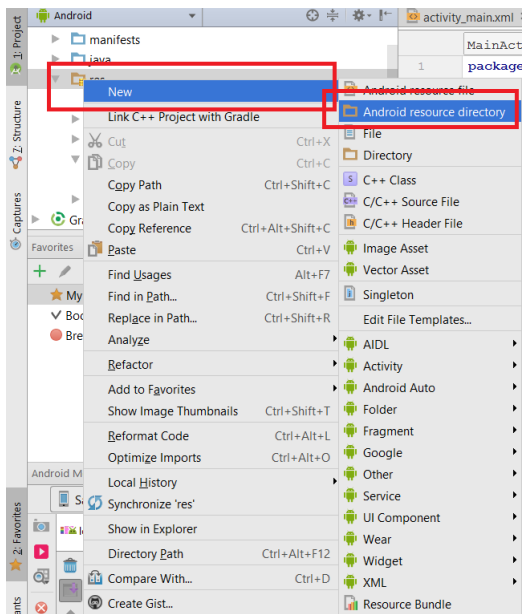 Android
activity_main.xml
1: Project
manifests
MainAct
java
1
package
res
New
Android resource file
Android resource directory
Link C++ Project with Gradle
File
Z: Structure
Cut Ctrl+X
Directory
Copy Ctrl+C
C++ Class
Copy Path Ctrl+Shift+C
C/C++ Source File
Copy as Plain Text
Captures
Gra
Copy Reference Ctrl+Alt+Shift+C
C/C++ Header File
Favorites
Paste Ctrl+V
Image Asset
Find Usages Alt+F7
Vector Asset
My
Find in Path... Ctrl+Shift+F
Singleton
Boo
Replace in Path... Ctrl+Shift+R
Edit File Templates...
Bre
Analyze
AIDL
Refactor
Activity
Add to Favorites
Android Auto
Show Image Thumbnails Ctrl+Shift+T
Folder
Reformat Code Ctrl+Alt+L
Fragment
Optimize Imports Ctrl+Alt+O
Google
Android M
Local History
Other
Synchronize 'res'
Service
2: Favorites
Show in Explorer
UI Component
Wear
Directory Path Ctrl+Alt+F12
Widget
Compare With... Ctrl+D
XML
Create Gist...
Resource Bundle